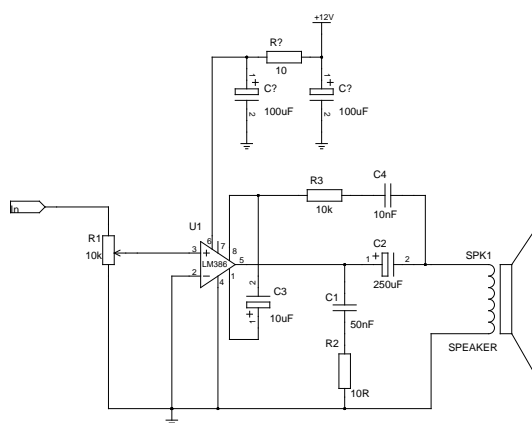 +12V
R?
10
1
+
C?
2
100uF
1
+
C?
2
100uF
In
R1
10k
U1
LM386
3
2
6
7
8
5
1
4
+
−
R3
10k
C4
10nF
2
C3
1
+
10uF
C2
1
+
2
250uF
C1
50nF
R2
10R
SPK1
SPEAKER